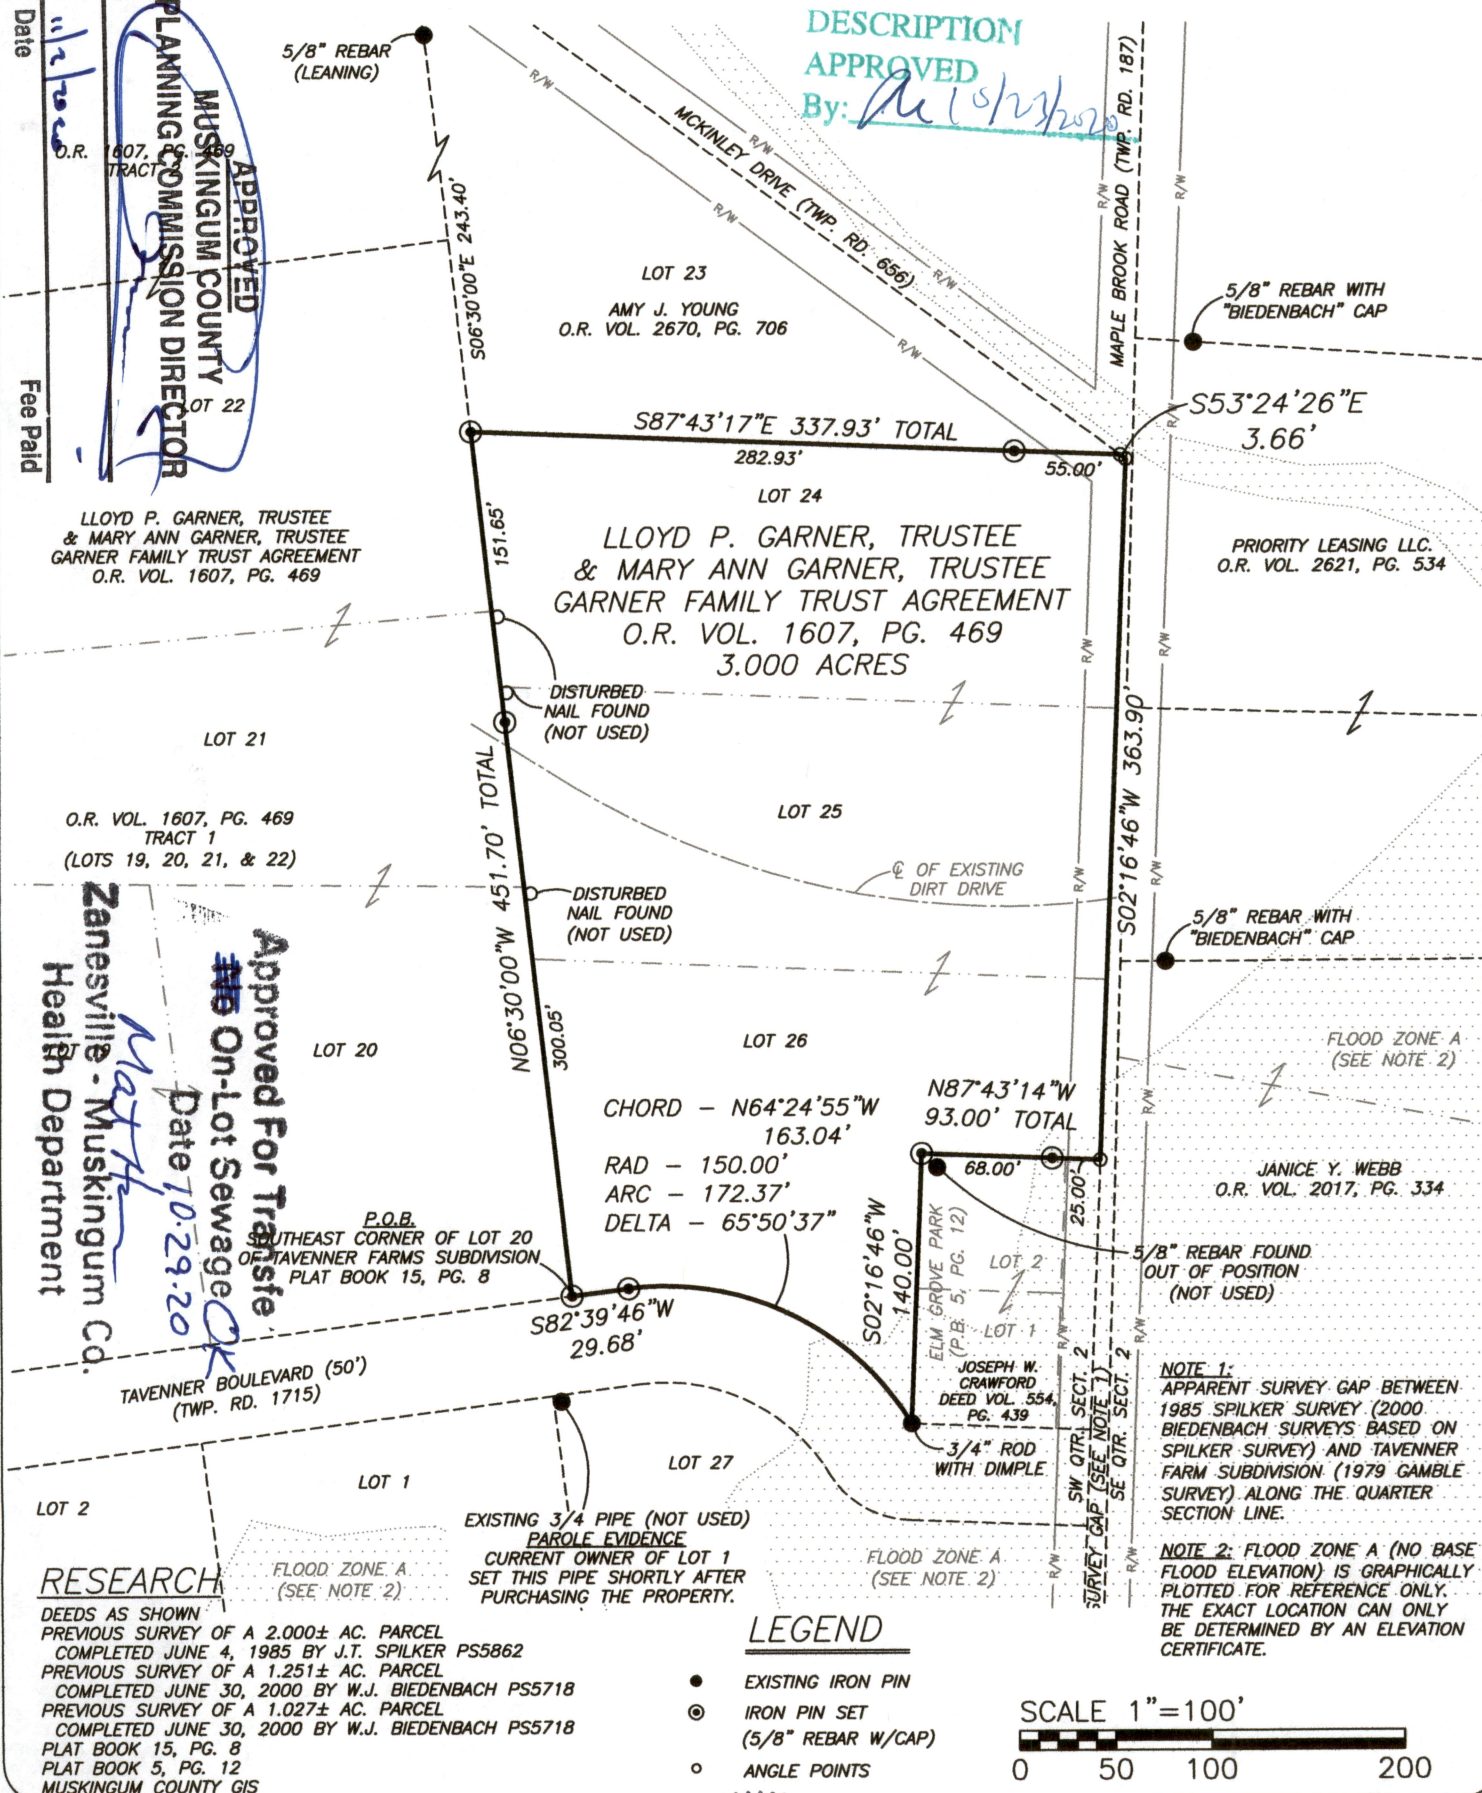 Date
11/2/2020
Fee Paid
APPROVED
MUSKINGUM COUNTY
PLANNING COMMISSION DIRECTOR
O.R. 1607, PG. 469
TRACT
LOT 22
5/8" REBAR
(LEANING)
DESCRIPTION
APPROVED
By: 10/23/2020
MCKINLEY DRIVE (TWP. RD. 656)
MAPLE BROOK ROAD (TWP. RD. 187)
R/W
R/W
R/W
R/W
R/W
R/W
R/W
R/W
S06°30'00"E 243.40'
LOT 23
AMY J. YOUNG
O.R. VOL. 2670, PG. 706
5/8" REBAR WITH
"BIEDENBACH" CAP
S53°24'26"E
3.66'
R/W
S87°43'17"E 337.93' TOTAL
282.93'
55.00'
LOT 24
LLOYD P. GARNER, TRUSTEE
& MARY ANN GARNER, TRUSTEE
GARNER FAMILY TRUST AGREEMENT
O.R. VOL. 1607, PG. 469
LLOYD P. GARNER, TRUSTEE
& MARY ANN GARNER, TRUSTEE
GARNER FAMILY TRUST AGREEMENT
O.R. VOL. 1607, PG. 469
3.000 ACRES
151.65'
PRIORITY LEASING LLC.
O.R. VOL. 2621, PG. 534
R/W
R/W
DISTURBED
NAIL FOUND
(NOT USED)
LOT 21
N06°30'00"W 451.70' TOTAL
S02°16'46"W 363.90'
O.R. VOL. 1607, PG. 469
TRACT 1
(LOTS 19, 20, 21, & 22)
LOT 25
℄ OF EXISTING
DIRT DRIVE
R/W
R/W
DISTURBED
NAIL FOUND
(NOT USED)
5/8" REBAR WITH
"BIEDENBACH" CAP
Approved For Transfe
No On-Lot Sewage OK
Date 10.29.20
Zanesville - Muskingum Co.
Health Department
LOT 20
300.05'
LOT 26
FLOOD ZONE A
(SEE NOTE 2)
CHORD – N64°24'55"W
163.04'
RAD – 150.00'
ARC – 172.37'
DELTA – 65°50'37"
N87°43'14"W
93.00' TOTAL
68.00'
25.00'
R/W
JANICE Y. WEBB
O.R. VOL. 2017, PG. 334
P.O.B.
SOUTHEAST CORNER OF LOT 20
OF TAVENNER FARMS SUBDIVISION
PLAT BOOK 15, PG. 8
S02°16'46"W
140.00'
ELM GROVE PARK
(P.B. 5, PG. 12)
LOT 2
LOT 1
5/8" REBAR FOUND
OUT OF POSITION
(NOT USED)
S82°39'46"W
29.68'
R/W
R/W
TAVENNER BOULEVARD (50')
(TWP. RD. 1715)
JOSEPH W.
CRAWFORD
DEED VOL. 554,
PG. 439
3/4" ROD
WITH DIMPLE
SW QTR. SECT. 2
SURVEY GAP (SEE NOTE 1)
SE QTR. SECT. 2
NOTE 1:
APPARENT SURVEY GAP BETWEEN
1985 SPILKER SURVEY (2000
BIEDENBACH SURVEYS BASED ON
SPILKER SURVEY) AND TAVENNER
FARM SUBDIVISION (1979 GAMBLE
SURVEY) ALONG THE QUARTER
SECTION LINE.
LOT 27
LOT 1
LOT 2
EXISTING 3/4 PIPE (NOT USED)
PAROLE EVIDENCE
CURRENT OWNER OF LOT 1
SET THIS PIPE SHORTLY AFTER
PURCHASING THE PROPERTY.
FLOOD ZONE A
(SEE NOTE 2)
FLOOD ZONE A
(SEE NOTE 2)
R/W
R/W
NOTE 2: FLOOD ZONE A (NO BASE
FLOOD ELEVATION) IS GRAPHICALLY
PLOTTED FOR REFERENCE ONLY.
THE EXACT LOCATION CAN ONLY
BE DETERMINED BY AN ELEVATION
CERTIFICATE.
RESEARCH
DEEDS AS SHOWN
PREVIOUS SURVEY OF A 2.000± AC. PARCEL
COMPLETED JUNE 4, 1985 BY J.T. SPILKER PS5862
PREVIOUS SURVEY OF A 1.251± AC. PARCEL
COMPLETED JUNE 30, 2000 BY W.J. BIEDENBACH PS5718
PREVIOUS SURVEY OF A 1.027± AC. PARCEL
COMPLETED JUNE 30, 2000 BY W.J. BIEDENBACH PS5718
PLAT BOOK 15, PG. 8
PLAT BOOK 5, PG. 12
MUSKINGUM COUNTY GIS
LEGEND
EXISTING IRON PIN
IRON PIN SET
(5/8" REBAR W/CAP)
ANGLE POINTS
SCALE 1"=100'
0 50 100 200